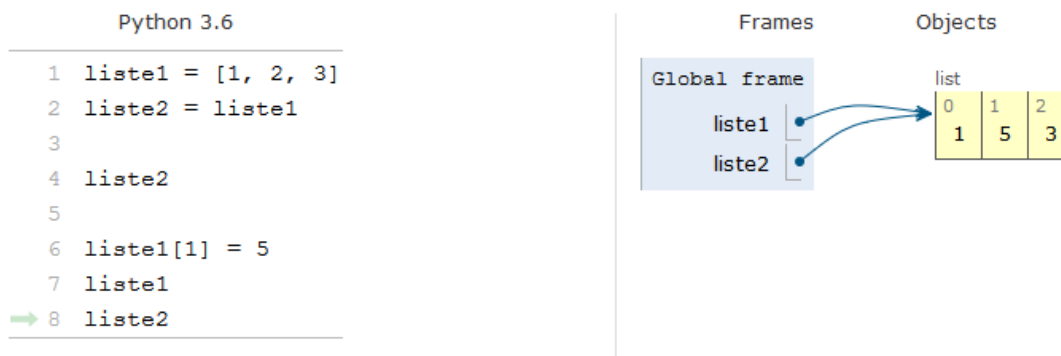 Python 3.6
1 liste1 = [1, 2, 3]
2 liste2 = liste1
3
4 liste2
5
6 liste1[1] = 5
7 liste1
8 liste2
Frames
Objects
Global frame
liste1
liste2
list
0 1 2
1 5 3